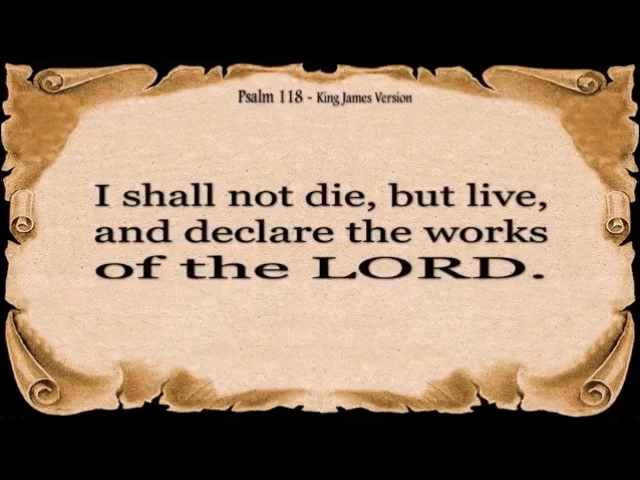 Psalm 118 - King James Version
I shall not die, but live,
and declare the works
of the LORD.